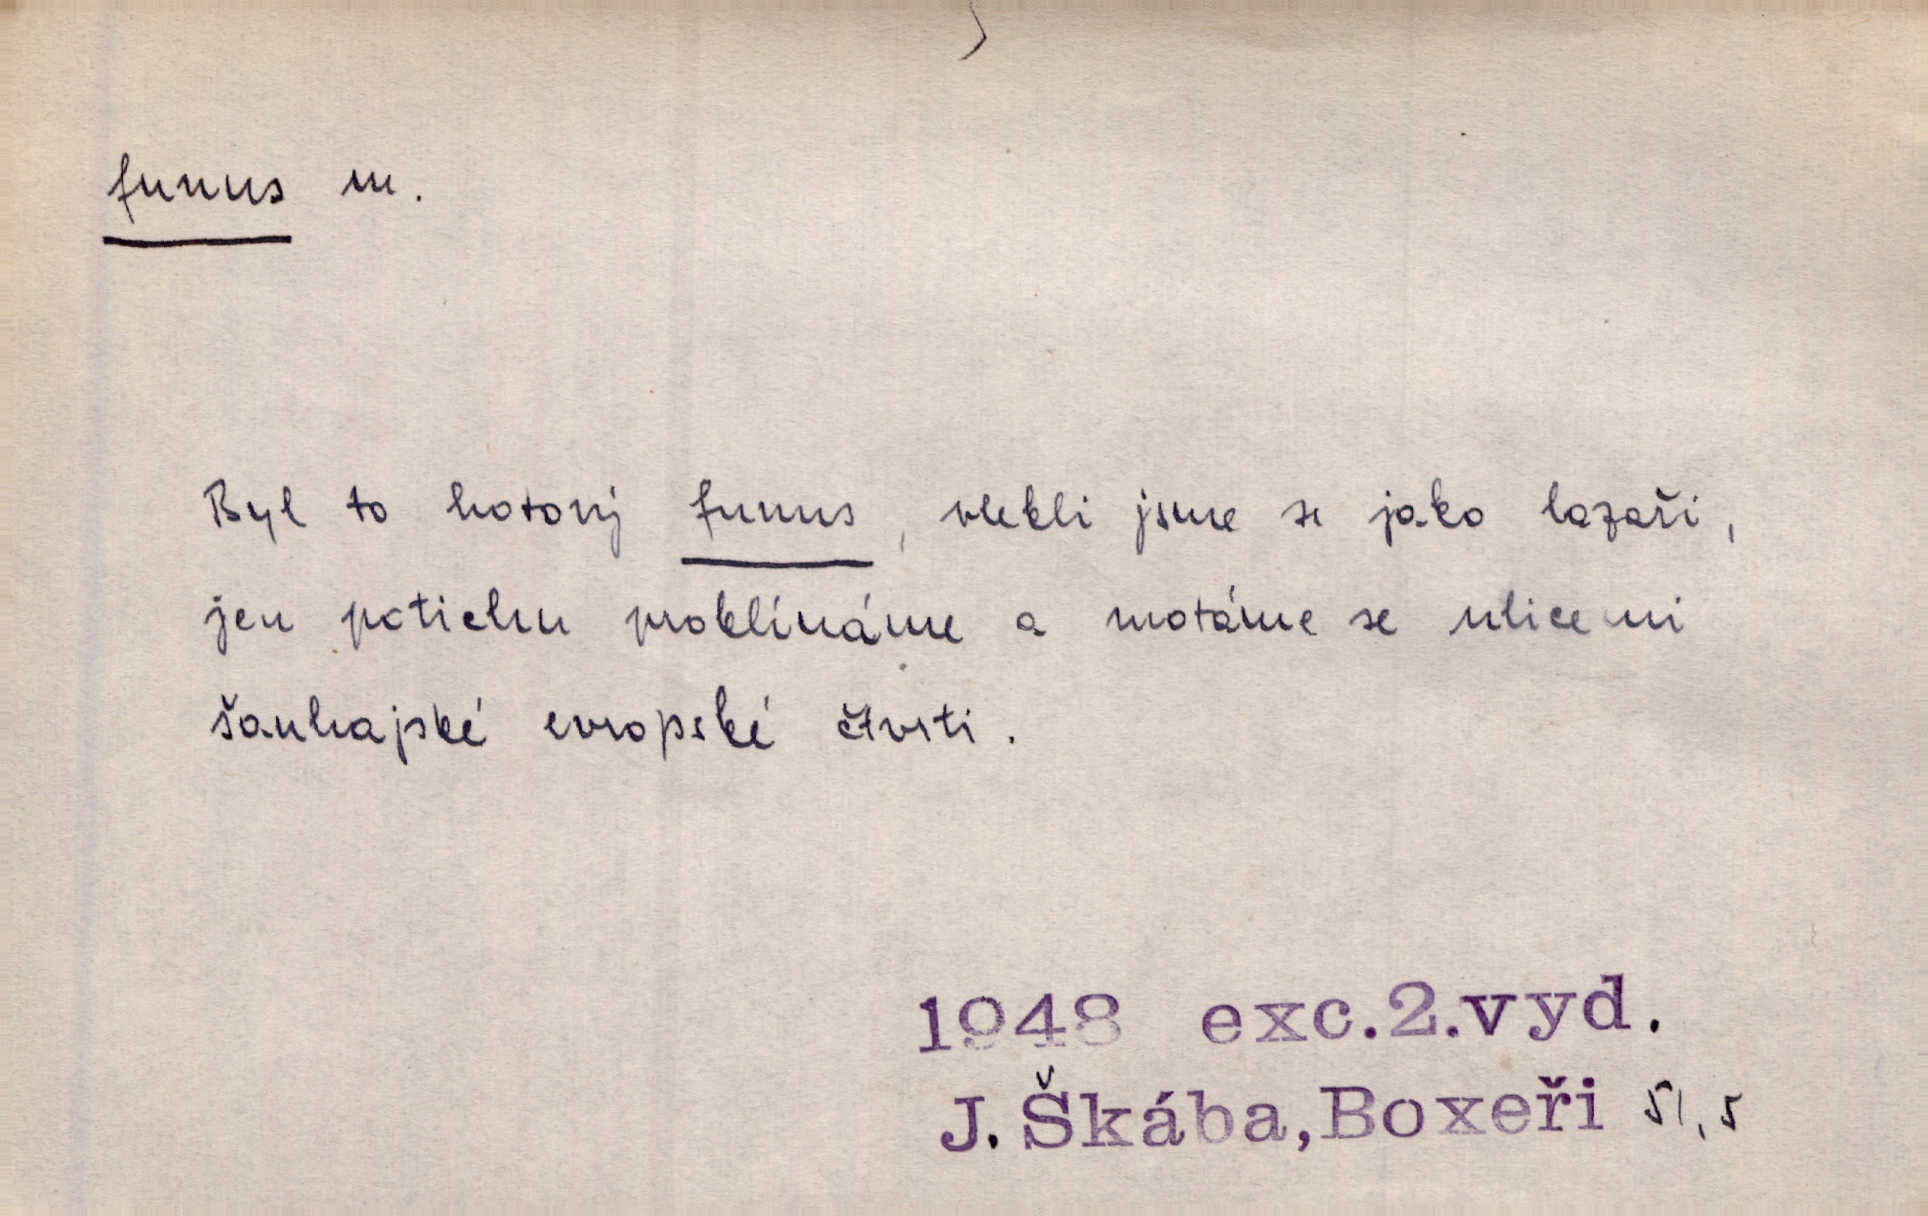 funus m.
Byl to hotový funus, vlekli jsme se jako lazaři,
jen potichu proklínáme a motáme se ulicemi
šanhajské evropské čtvrti.
1948 exc.2.vyd.
J.Škába,Boxeři 51,5